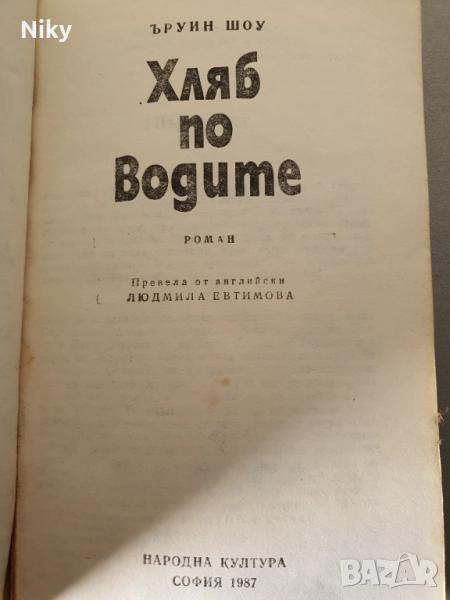 Niky
ЪРУИН ШОУ
Хляб
по
Водите
РОМАН
Превела от английски
ЛЮДМИЛА ЕВТИМОВА
НАРОДНА КУЛТУРА
СОФИЯ 1987
BAZAR